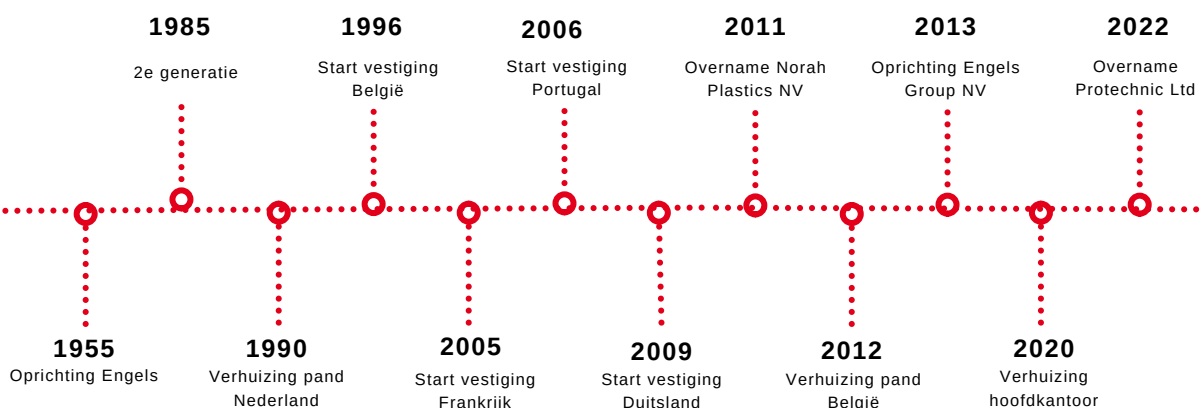 1985
2e generatie
1996
Start vestiging
België
2006
Start vestiging
Portugal
2011
Overname Norah
Plastics NV
2013
Oprichting Engels
Group NV
2022
Overname
Protechnic Ltd
1955
Oprichting Engels
1990
Verhuizing pand
Nederland
2005
Start vestiging
Frankrijk
2009
Start vestiging
Duitsland
2012
Verhuizing pand
België
2020
Verhuizing
hoofdkantoor